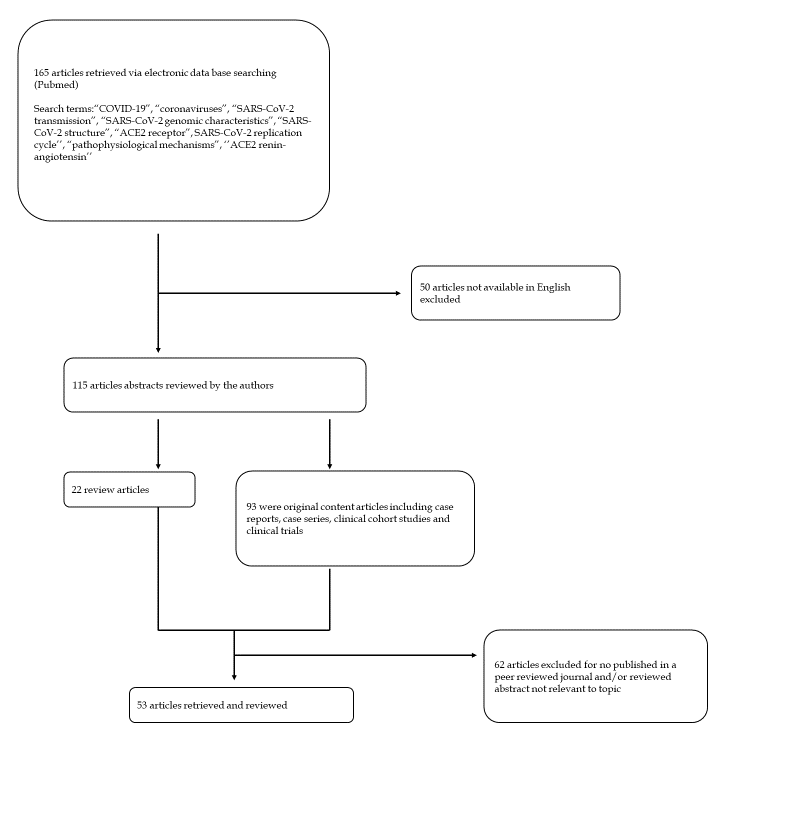 165 articles retrieved via electronic data base searching
(Pubmed)
Search terms:“COVID-19”, “coronaviruses”, “SARS-CoV-2
transmission”, “SARS-CoV-2 genomic characteristics”, “SARS-
CoV-2 structure”, “ACE2 receptor”, SARS-CoV-2 replication
cycle’’, “pathophysiological mechanisms”, ‘’ACE2 renin-
angiotensin’’
50 articles not available in English
excluded
115 articles abstracts reviewed by the authors
22 review articles
93 were original content articles including case
reports, case series, clinical cohort studies and
clinical trials
62 articles excluded for no published in a
peer reviewed journal and/or reviewed
abstract not relevant to topic
53 articles retrieved and reviewed